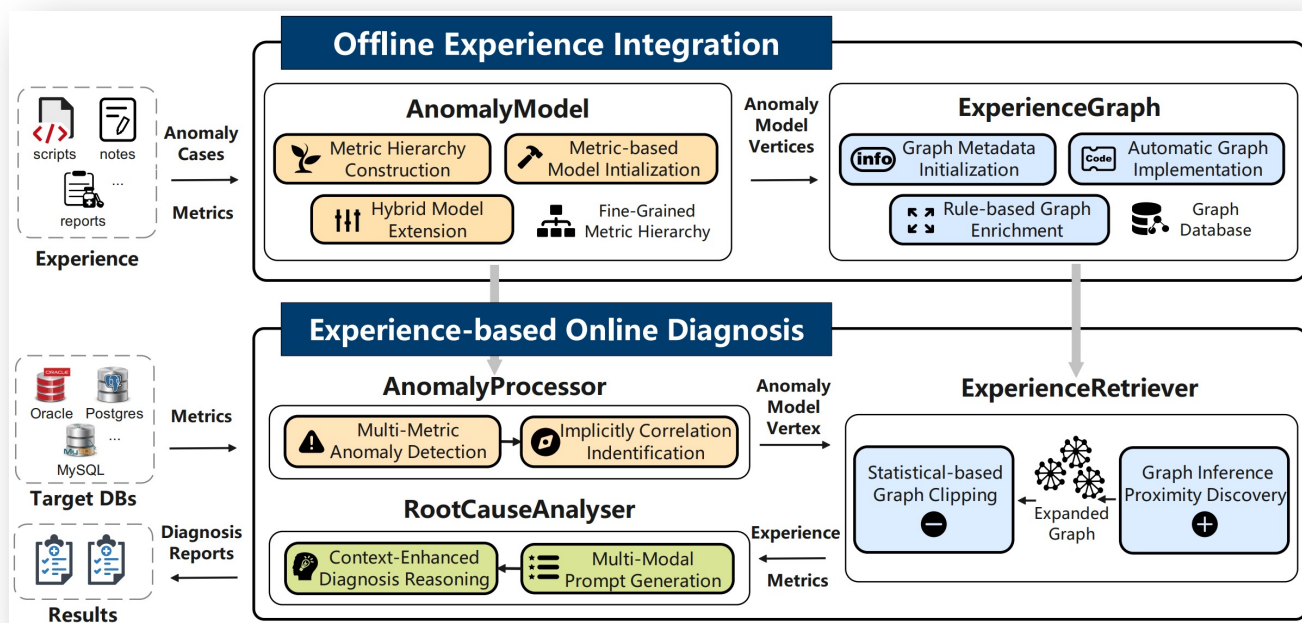 Offline Experience Integration
scripts
notes
...
reports
Experience
Anomaly
Cases
Metrics
AnomalyModel
Metric Hierarchy
Construction
Metric-based
Model Intialization
Hybrid Model
Extension
Fine-Grained
Metric Hierarchy
Anomaly
Model
Vertices
ExperienceGraph
info
Graph Metadata
Initialization
Code
Automatic Graph
Implementation
Rule-based Graph
Enrichment
Graph
Database
Experience-based Online Diagnosis
ORACLE
Oracle
Postgres
...
MySQL
MySQL
Target DBs
Metrics
AnomalyProcessor
Multi-Metric
Anomaly Detection
Implicitly Correlation
Indentification
Anomaly
Model
Vertex
ExperienceRetriever
Statistical-based
Graph Clipping
Expanded
Graph
Graph Inference
Proximity Discovery
Experience
Metrics
RootCauseAnalyser
Context-Enhanced
Diagnosis Reasoning
Multi-Modal
Prompt Generation
Diagnosis
Reports
Results